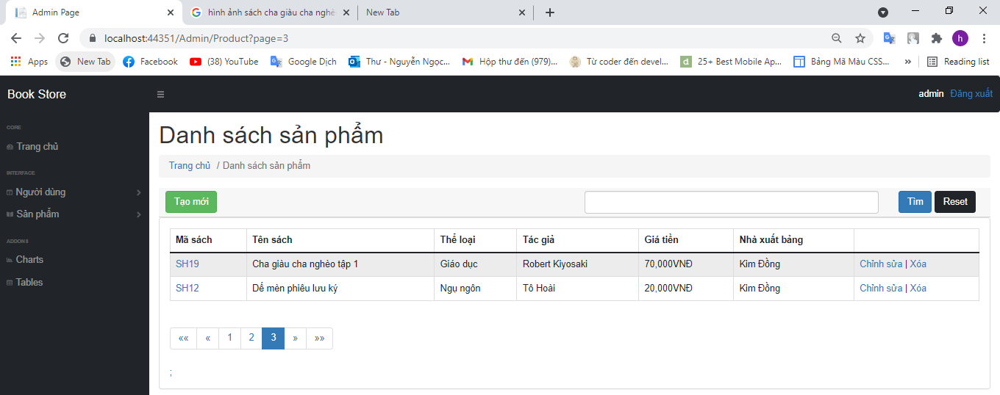 Admin Page
hình ảnh sách cha giàu cha nghèo
New Tab
localhost:44351/Admin/Product?page=3
h
Apps
New Tab
Facebook
(38) YouTube
Google Dịch
Thư - Nguyễn Ngọc...
Hộp thư đến (979)...
Từ coder đến devel...
25+ Best Mobile Ap...
Bảng Mã Màu CSS...
»
Reading list
Book Store
admin Đăng xuất
CORE
Trang chủ
INTERFACE
Người dùng
Sản phẩm
ADDONS
Charts
Tables
Danh sách sản phẩm
Trang chủ / Danh sách sản phẩm
Tạo mới
Tìm
Reset
Mã sách Tên sách Thể loại Tác giả Giá tiền Nhà xuất bảng
SH19 Cha giàu cha nghèo tập 1 Giáo dục Robert Kiyosaki 70,000VNĐ Kim Đồng Chỉnh sửa | Xóa
SH12 Dế mèn phiêu lưu ký Ngụ ngôn Tô Hoài 20,000VNĐ Kim Đồng Chỉnh sửa | Xóa
«« « 1 2 3 » »»
;